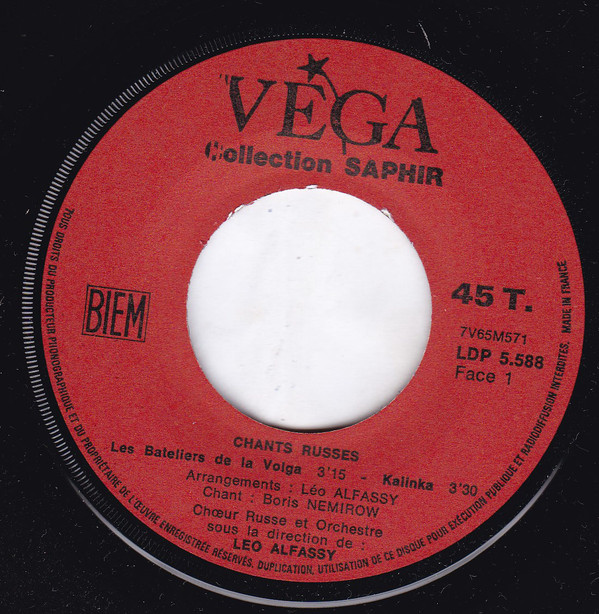 VEGA
Collection SAPHIR
BIEM
45 T.
7V65M571
LDP 5.588
Face 1
CHANTS RUSSES
Les Bateliers de la Volga 3'15 - Kalinka 3'30
Arrangements : Léo ALFASSY
Chant : Boris NEMIROW
Chœur Russe et Orchestre
sous la direction de :
LEO ALFASSY
TOUS DROITS DU PRODUCTEUR PHONOGRAPHIQUE ET DU PROPRIÉTAIRE DE L'ŒUVRE ENREGISTRÉE RÉSERVÉS, DUPLICATION, UTILISATION DE CE DISQUE POUR EXÉCUTION PUBLIQUE ET RADIODIFFUSION INTERDITES, MADE IN FRANCE